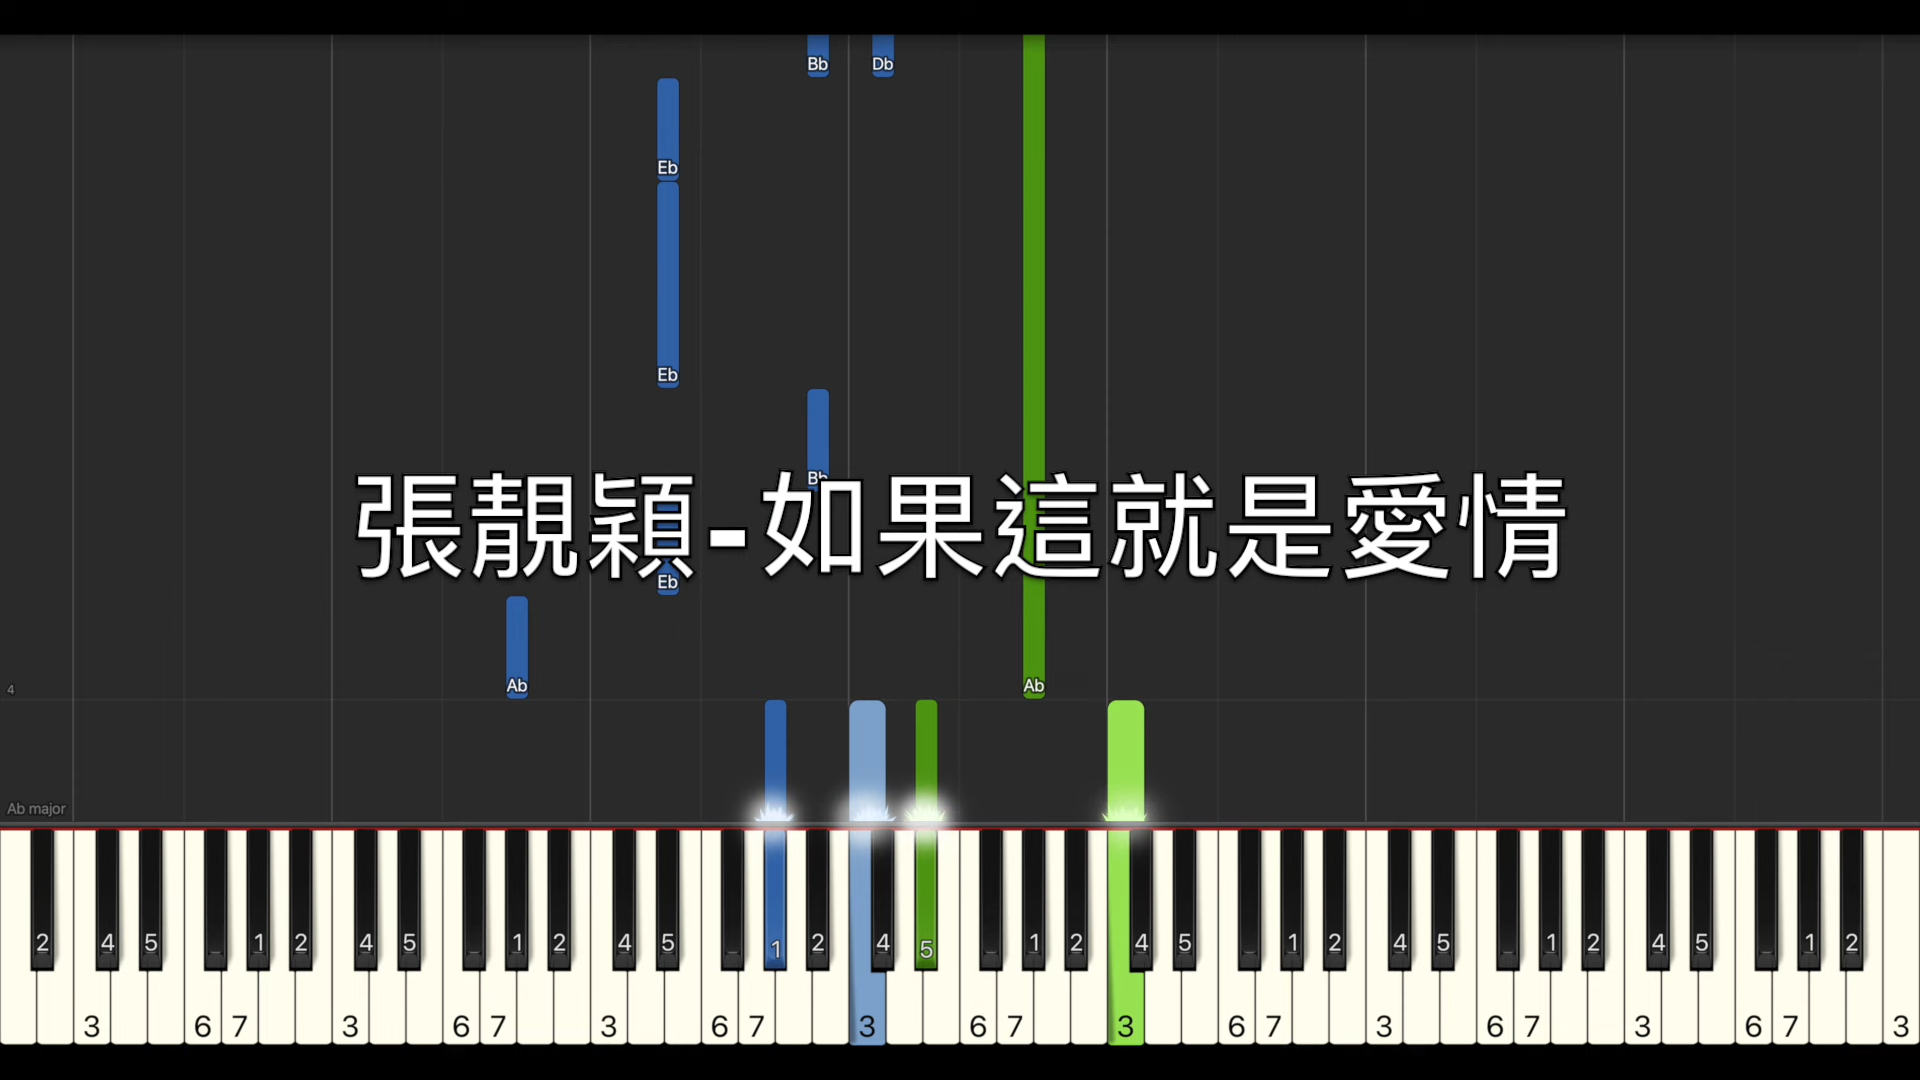 Bb Db
Eb
Eb
Bb
張靚穎-如果這就是愛情
Eb
Ab Ab
4
Ab major
2 4 5 1 2 4 5 1 2 4 5 1 2 4 5 1 2 4 5 1 2 4 5 1 2 4 5 1 2
3 6 7 3 6 7 3 6 7 3 6 7 3 6 7 3 6 7 3 6 7 3